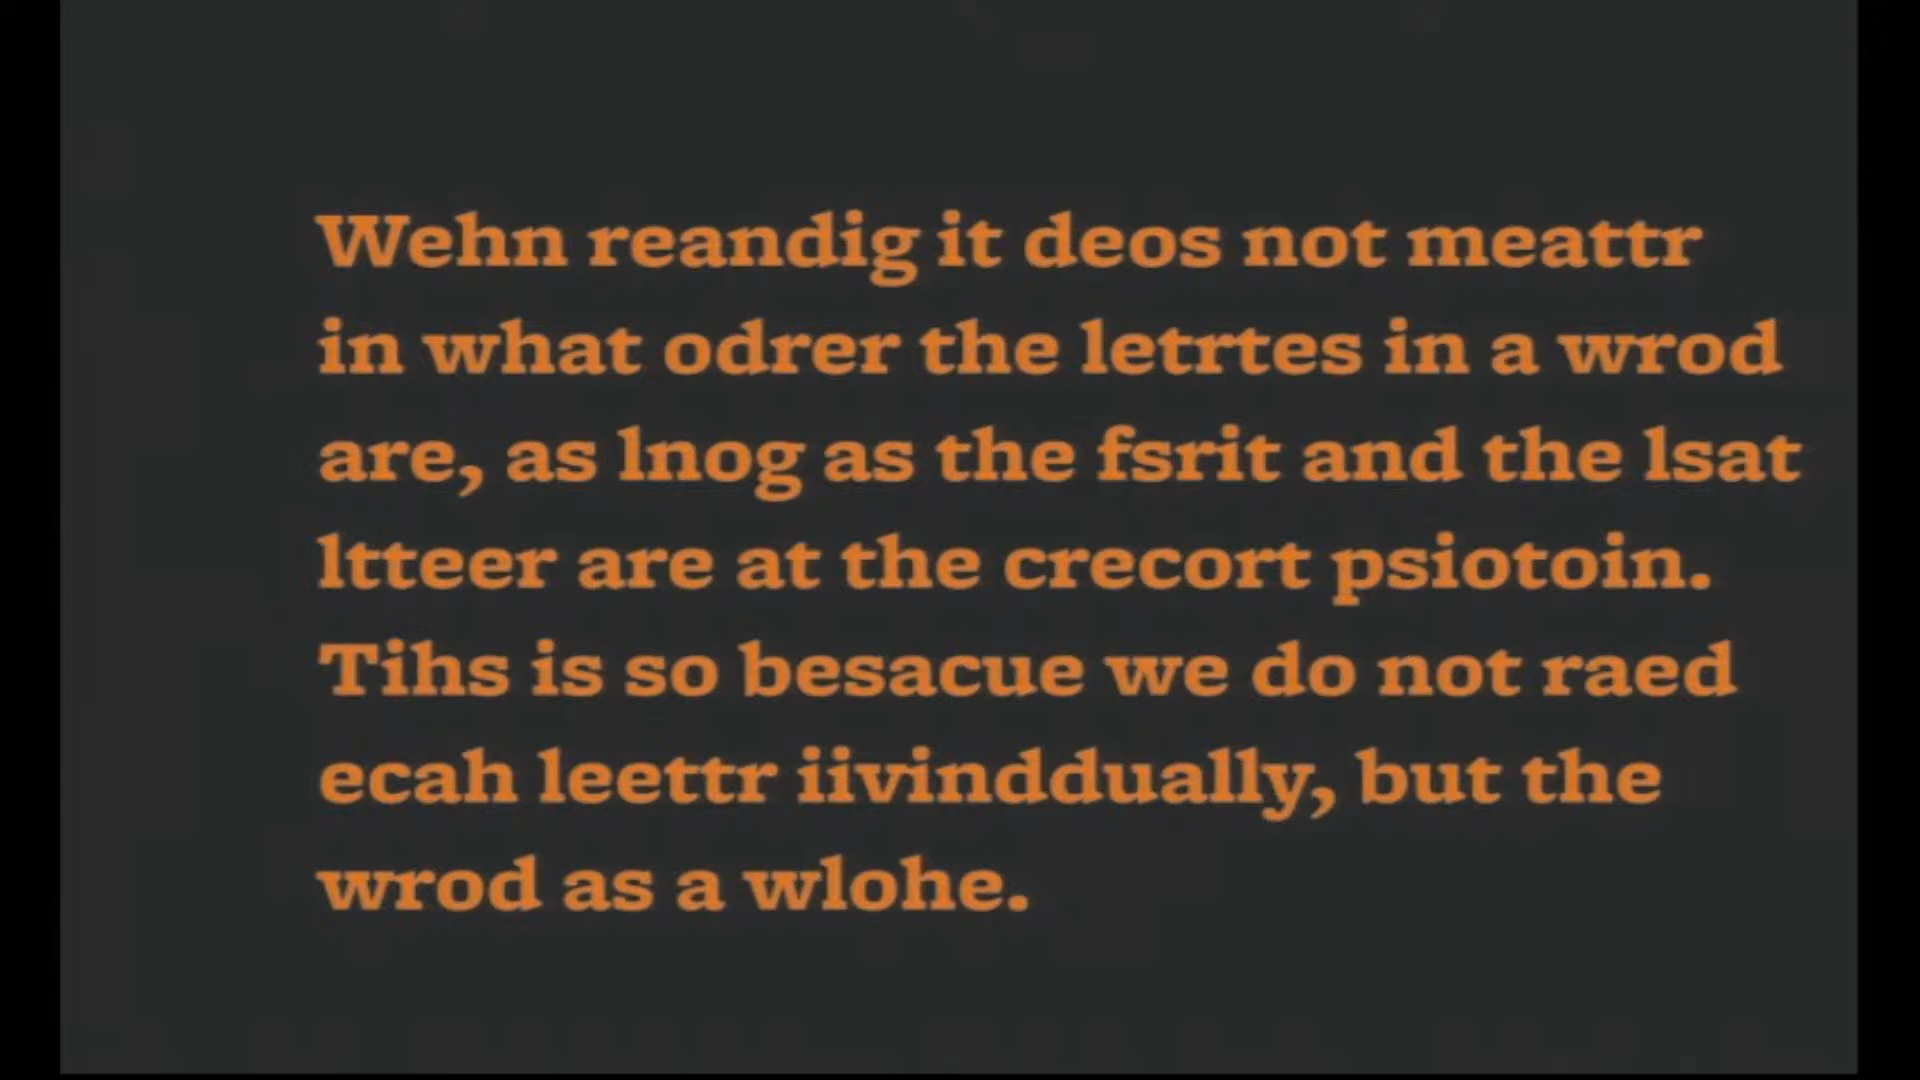 Wehn reandig it deos not meattr
in what odrer the letrtes in a wrod
are, as lnog as the fsrit and the lsat
ltteer are at the crecort psiotoin.
Tihs is so besacue we do not raed
ecah leettr iivinddually, but the
wrod as a wlohe.